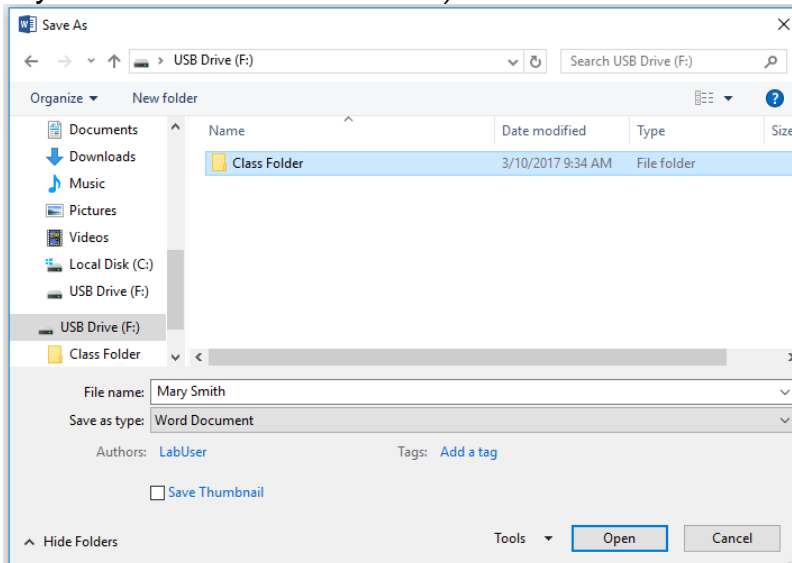 Save As
USB Drive (F:)
Search USB Drive (F:)
Organize New folder
Name Date modified Type Size
Documents
Downloads
Music
Pictures
Videos
Local Disk (C:)
USB Drive (F:)
USB Drive (F:)
Class Folder
Class Folder 3/10/2017 9:34 AM File folder
File name: Mary Smith
Save as type: Word Document
Authors: LabUser Tags: Add a tag
Save Thumbnail
Hide Folders Tools Open Cancel